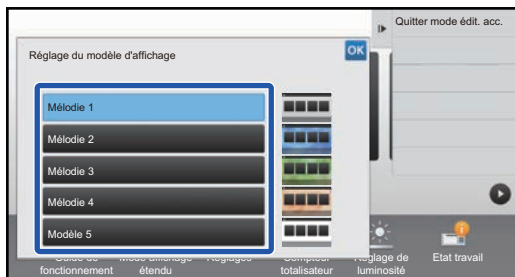 Quitter mode édit. acc.
Réglage du modèle d'affichage
OK
Mélodie 1
Mélodie 2
Mélodie 3
Mélodie 4
Modèle 5
Guide de fonctionnement
Mode affichage étendu
Réglages
Compteur totalisateur
Réglage de luminosité
Etat travail